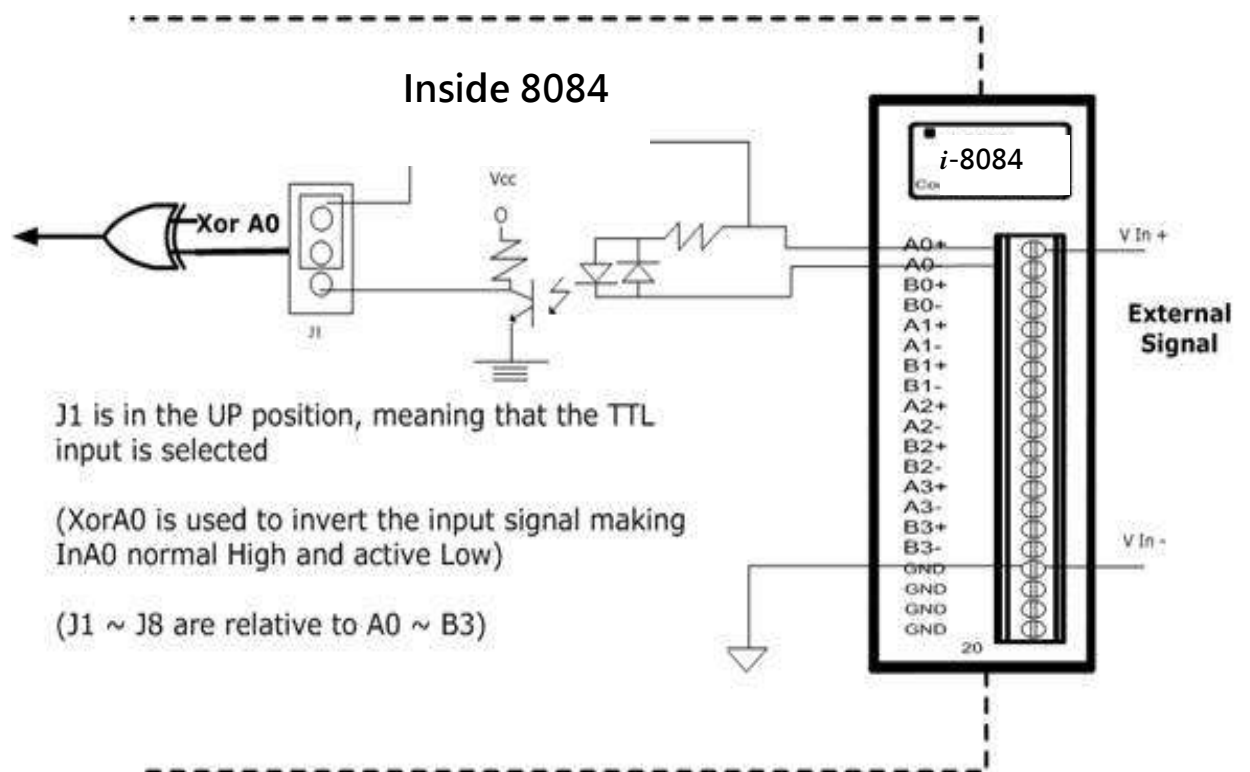 Inside 8084
i-8084
Xor A0
Vcc
J1
A0+
A0-
B0+
B0-
A1+
A1-
B1+
B1-
A2+
A2-
B2+
B2-
A3+
A3-
B3+
B3-
GND
GND
GND
GND
20
V In +
External
Signal
V In -
J1 is in the UP position, meaning that the TTL
input is selected
(XorA0 is used to invert the input signal making
InA0 normal High and active Low)
(J1 ~ J8 are relative to A0 ~ B3)